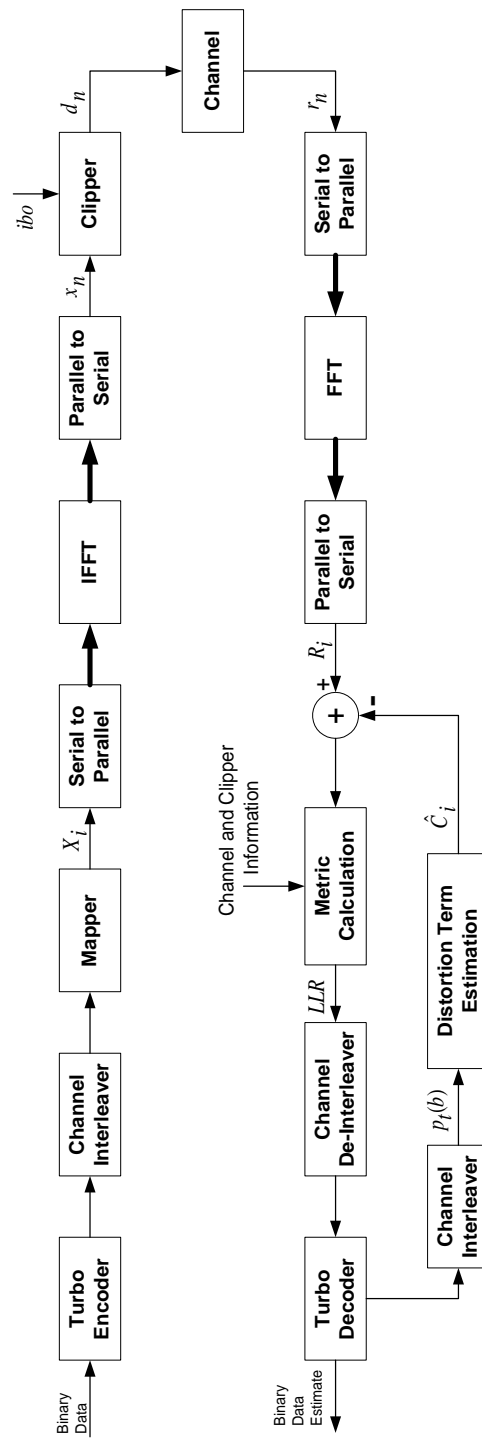 Binary
Data
Turbo
Encoder
Channel
Interleaver
Mapper
X_i
Serial to
Parallel
IFFT
Parallel to
Serial
x_n
ibo
Clipper
d_n
Channel
r_n
Serial to
Parallel
FFT
Parallel to
Serial
R_i
+
+
-
Channel and Clipper
Information
Metric
Calculation
LLR
Channel
De-Interleaver
Turbo
Decoder
Binary
Data
Estimate
Channel
Interleaver
p_t(b)
Distortion Term
Estimation
Ĉ_i